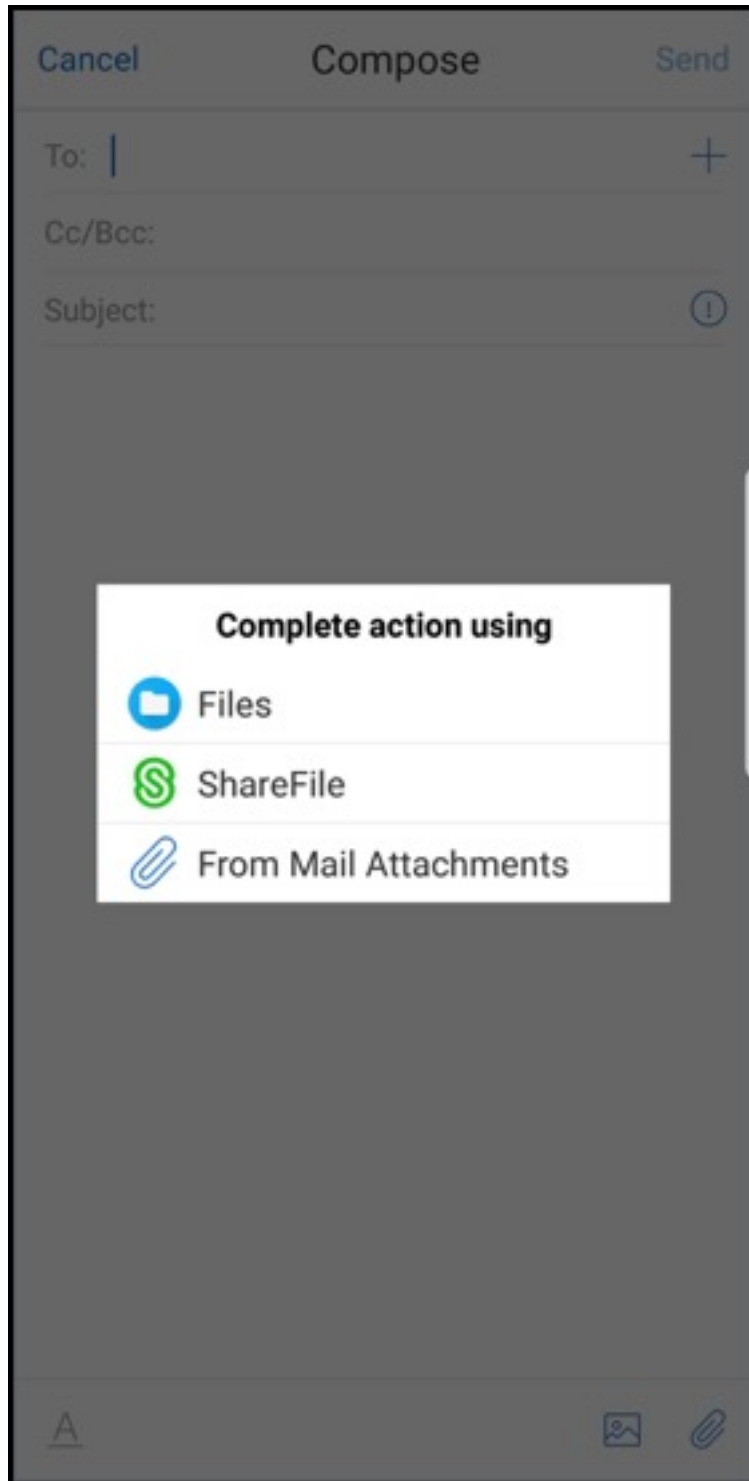 Cancel Compose Send
To:
Cc/Bcc:
Subject:
Complete action using
Files
ShareFile
From Mail Attachments
A